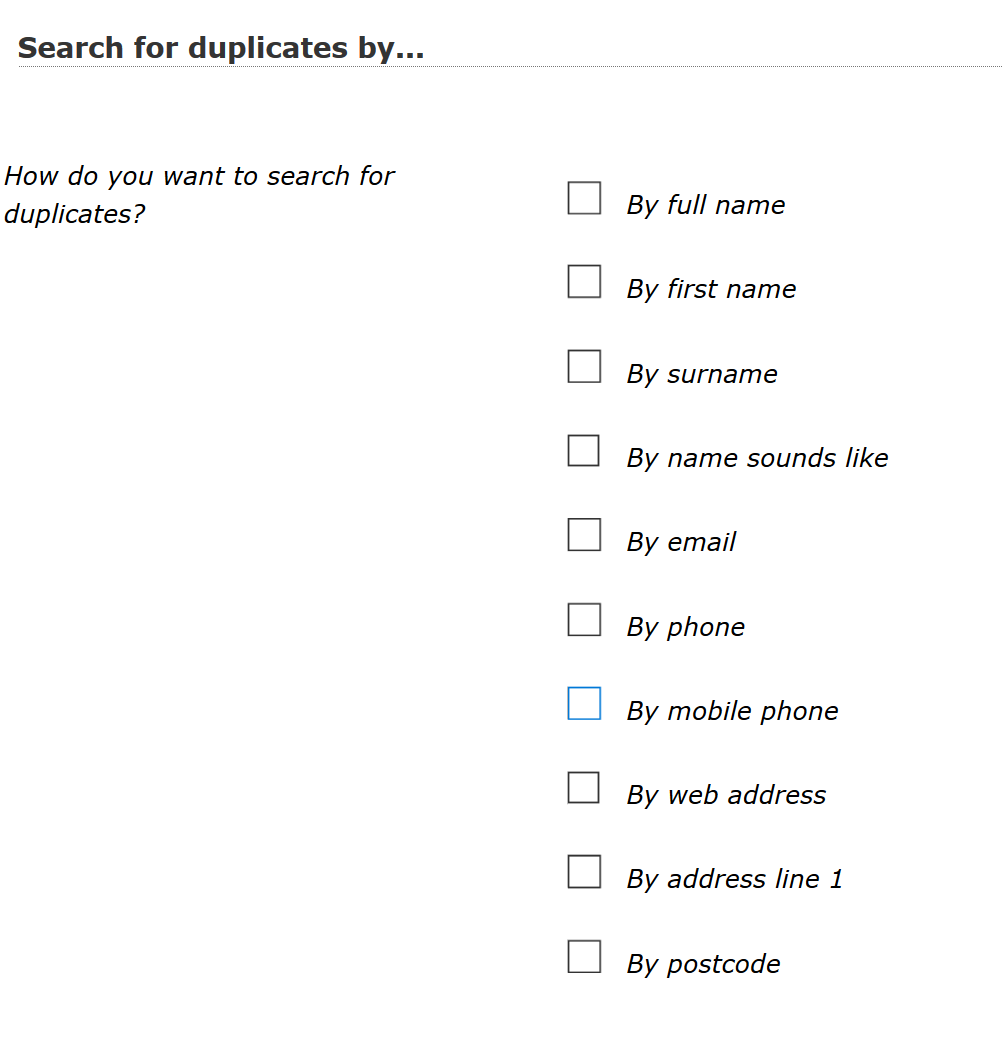 Search for duplicates by...
How do you want to search for
duplicates?
By full name
By first name
By surname
By name sounds like
By email
By phone
By mobile phone
By web address
By address line 1
By postcode